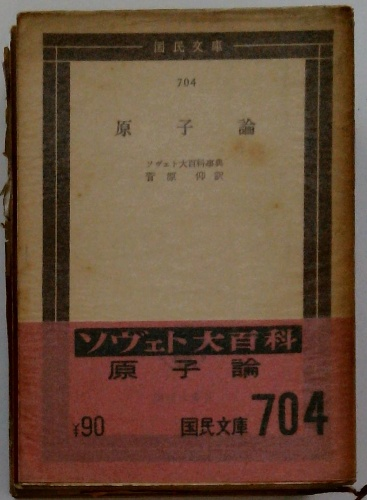 国民文庫
704
原子論
ソヴェト大百科事典
菅原仰訳
ソヴェト大百科
原子論
¥90 国民文庫 704